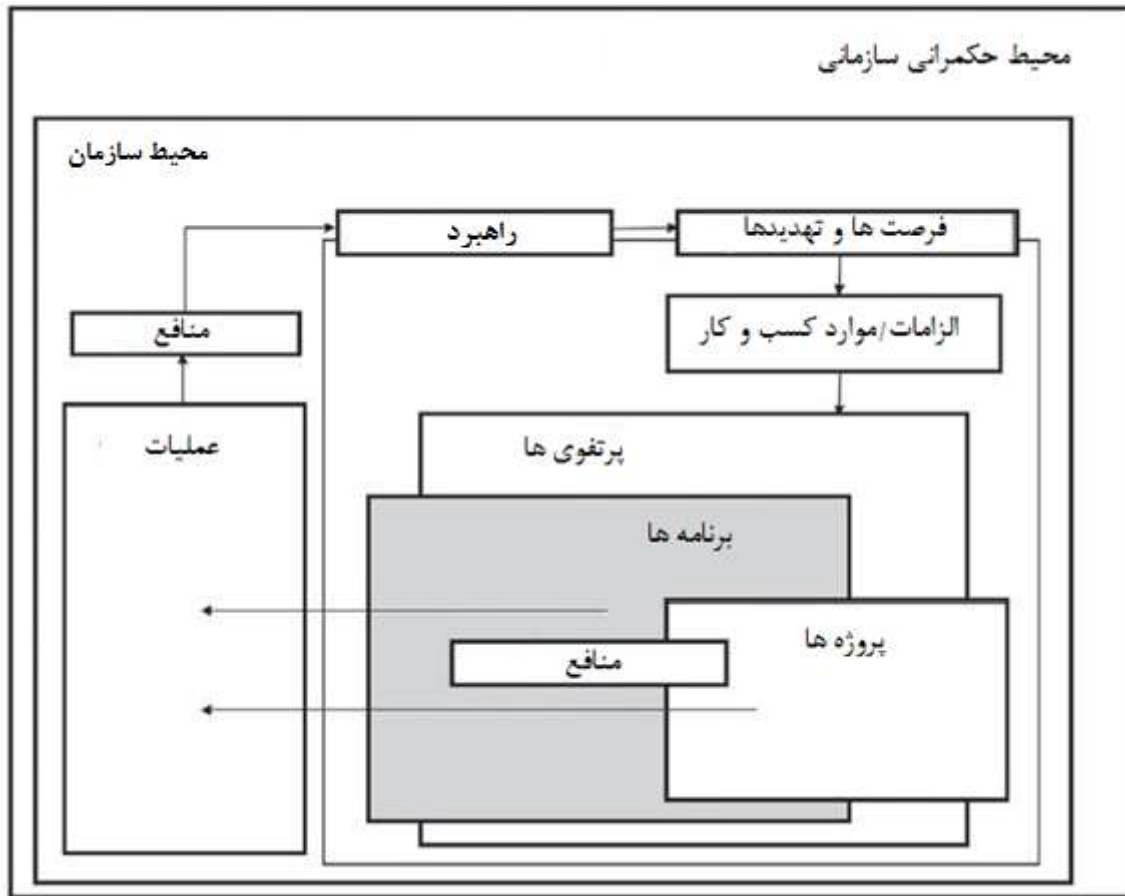 محیط حکمرانی سازمانی
محیط سازمان
فرصت ها و تهدیدها
راهبرد
الزامات/موارد کسب و کار
منافع
پرتفوی ها
عملیات
برنامه ها
پروژه ها
منافع